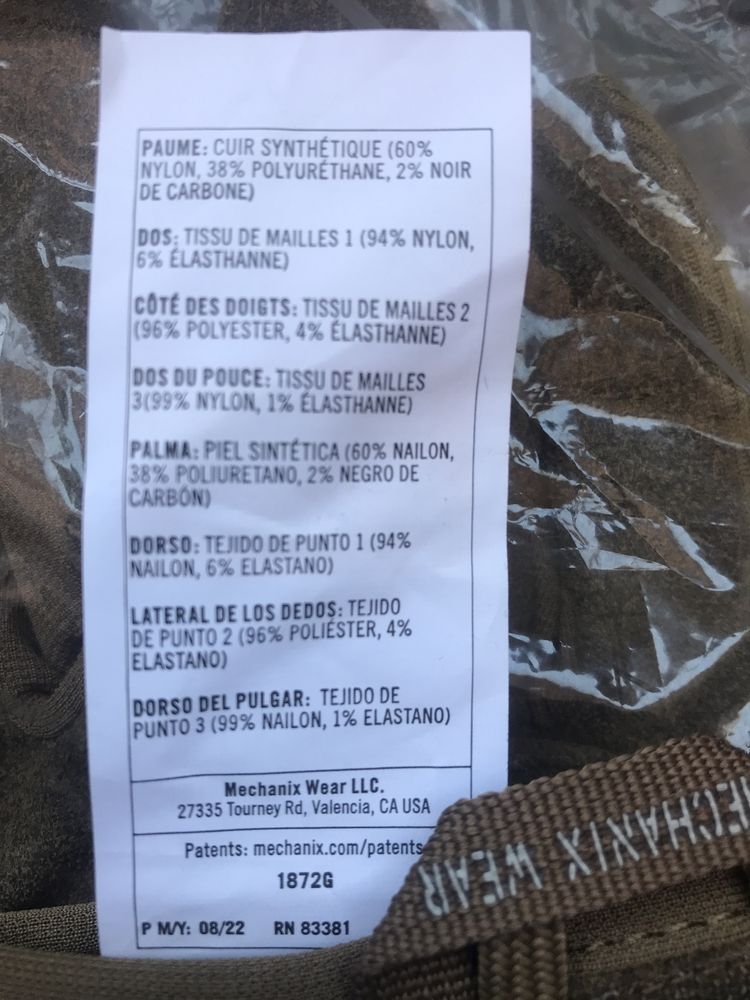 PAUME: CUIR SYNTHÉTIQUE (60%
NYLON, 38% POLYURÉTHANE, 2% NOIR
DE CARBONE)
DOS: TISSU DE MAILLES 1 (94% NYLON,
6% ÉLASTHANNE)
CÔTÉ DES DOIGTS: TISSU DE MAILLES 2
(96% POLYESTER, 4% ÉLASTHANNE)
DOS DU POUCE: TISSU DE MAILLES
3(99% NYLON, 1% ÉLASTHANNE)
PALMA: PIEL SINTÉTICA (60% NAILON,
38% POLIURETANO, 2% NEGRO DE
CARBÓN)
DORSO: TEJIDO DE PUNTO 1 (94%
NAILON, 6% ELASTANO)
LATERAL DE LOS DEDOS: TEJIDO
DE PUNTO 2 (96% POLIÉSTER, 4%
ELASTANO)
DORSO DEL PULGAR: TEJIDO DE
PUNTO 3 (99% NAILON, 1% ELASTANO)
Mechanix Wear LLC.
27335 Tourney Rd, Valencia, CA USA
Patents: mechanix.com/patents
1872G
P M/Y: 08/22 RN 83381
MECHANIX WEAR